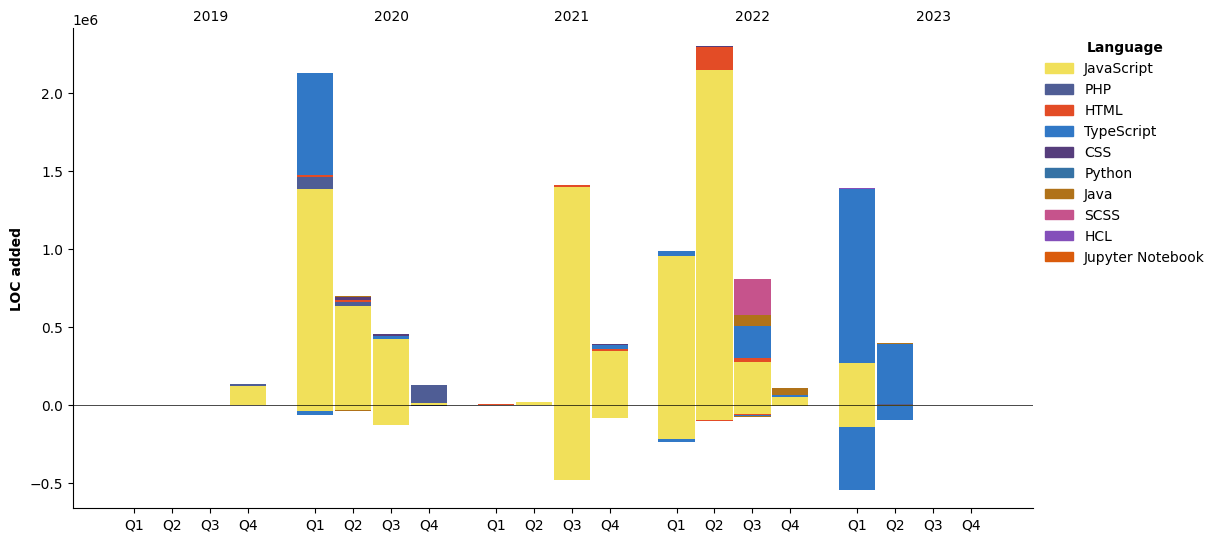 2019 2020 2021 2022 2023
1e6
Language
JavaScript
PHP
HTML
TypeScript
CSS
Python
Java
SCSS
HCL
Jupyter Notebook
LOC added
2.0
1.5
1.0
0.5
0.0
−0.5
Q1 Q2 Q3 Q4 Q1 Q2 Q3 Q4 Q1 Q2 Q3 Q4 Q1 Q2 Q3 Q4 Q1 Q2 Q3 Q4